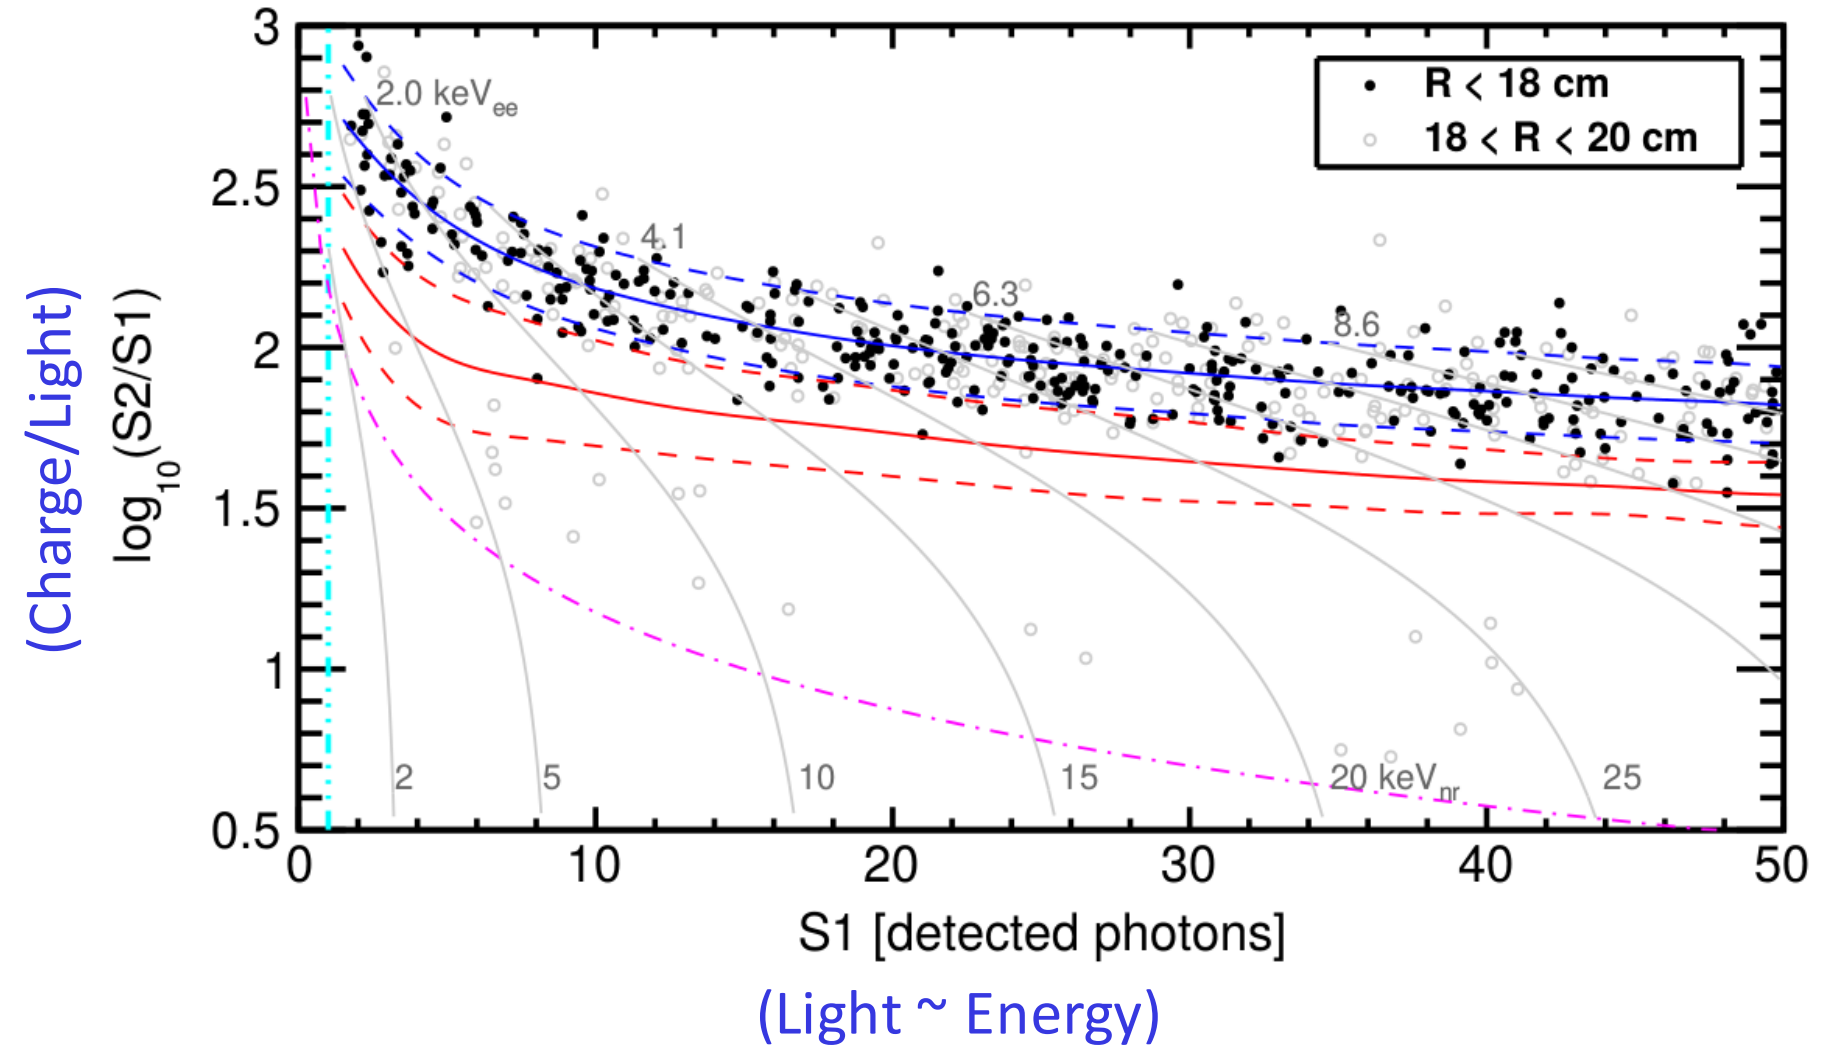 3
2.5
2
1.5
1
0.5
0
10
20
30
40
50
R < 18 cm
18 < R < 20 cm
2.0 keVee
4.1
6.3
8.6
2
5
10
15
20 keVnr
25
(Charge/Light)
log10(S2/S1)
S1 [detected photons]
(Light ~ Energy)